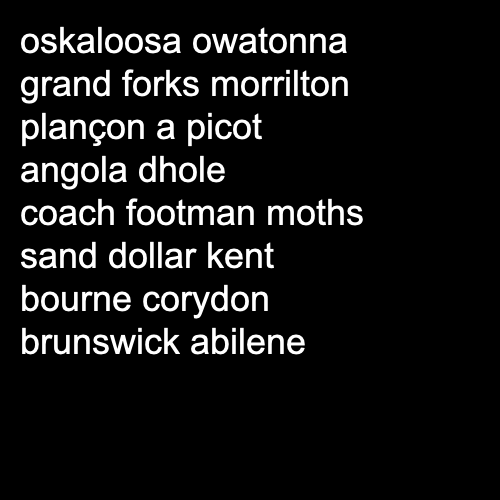 oskaloosa owatonna
grand forks morrilton
plançon a picot
angola dhole
coach footman moths
sand dollar kent
bourne corydon
brunswick abilene